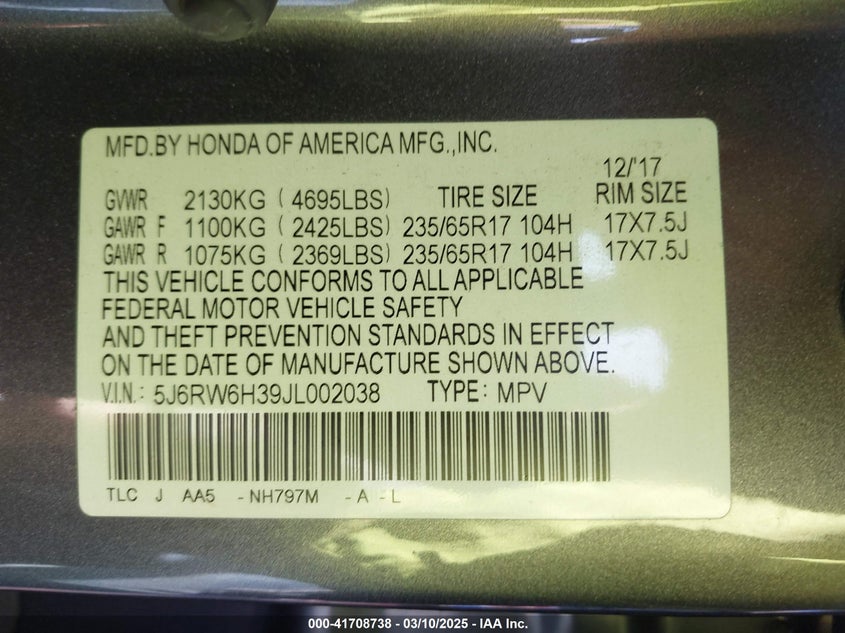 MFD.BY HONDA OF AMERICA MFG.,INC.
12/'17
GVWR 2130KG ( 4695LBS) TIRE SIZE RIM SIZE
GAWR F 1100KG ( 2425LBS) 235/65R17 104H 17X7.5J
GAWR R 1075KG ( 2369LBS) 235/65R17 104H 17X7.5J
THIS VEHICLE CONFORMS TO ALL APPLICABLE
FEDERAL MOTOR VEHICLE SAFETY
AND THEFT PREVENTION STANDARDS IN EFFECT
ON THE DATE OF MANUFACTURE SHOWN ABOVE.
V.I.N.: 5J6RW6H39JL002038 TYPE: MPV
TLC J AA5 - NH797M - A - L
000-41708738 - 03/10/2025 - IAA Inc.